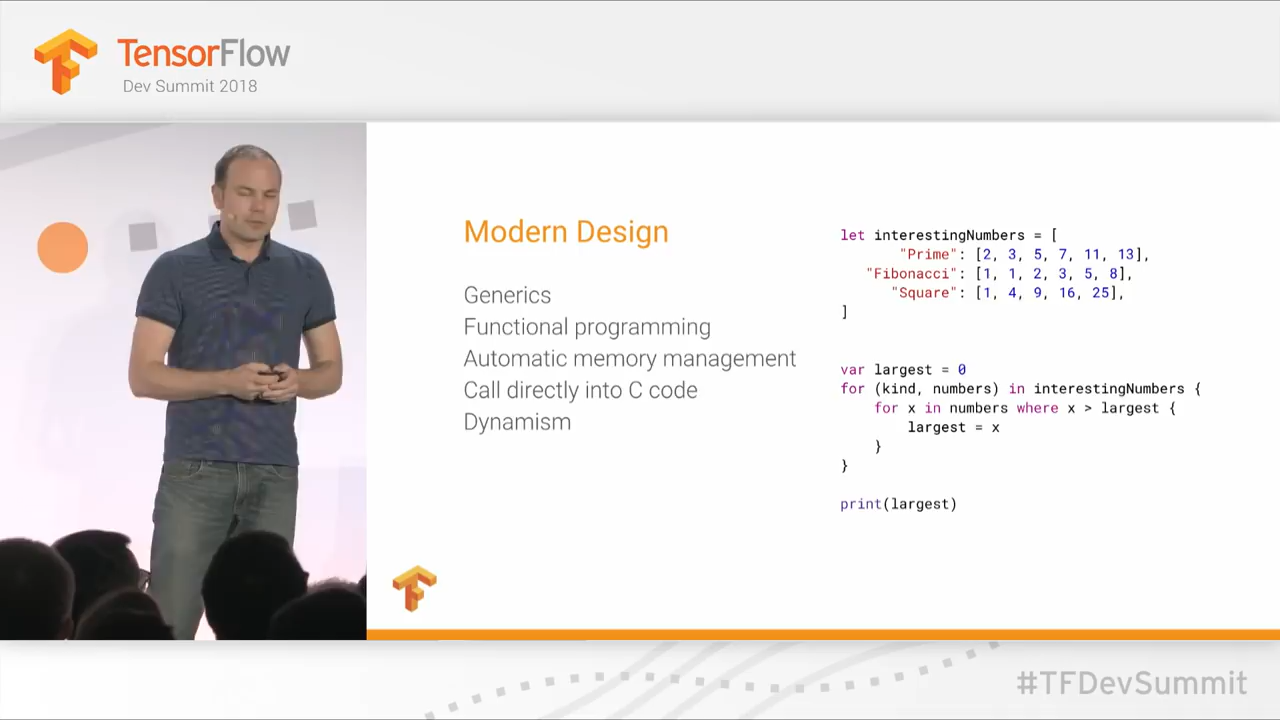 TensorFlow
Dev Summit 2018
Modern Design
Generics
Functional programming
Automatic memory management
Call directly into C code
Dynamism
let interestingNumbers = [
       "Prime": [2, 3, 5, 7, 11, 13],
   "Fibonacci": [1, 1, 2, 3, 5, 8],
      "Square": [1, 4, 9, 16, 25],
]
var largest = 0
for (kind, numbers) in interestingNumbers {
    for x in numbers where x > largest {
        largest = x
    }
}
print(largest)
#TFDevSummit